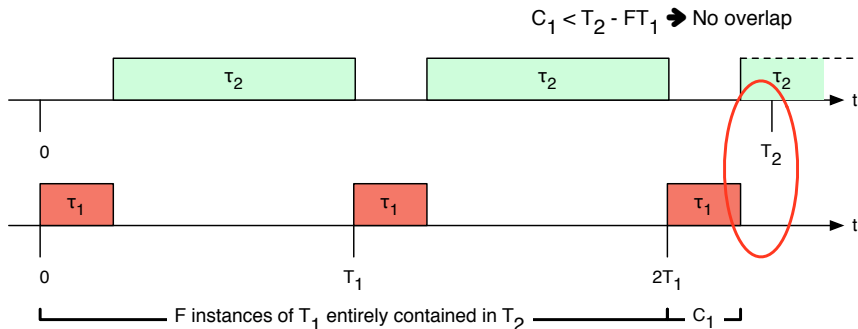 C₁ < T₂ - FT₁ ➔ No overlap
τ₂ τ₂ τ₂
t
0 T₂
τ₁ τ₁ τ₁
t
0 T₁ 2T₁
F instances of T₁ entirely contained in T₂ C₁